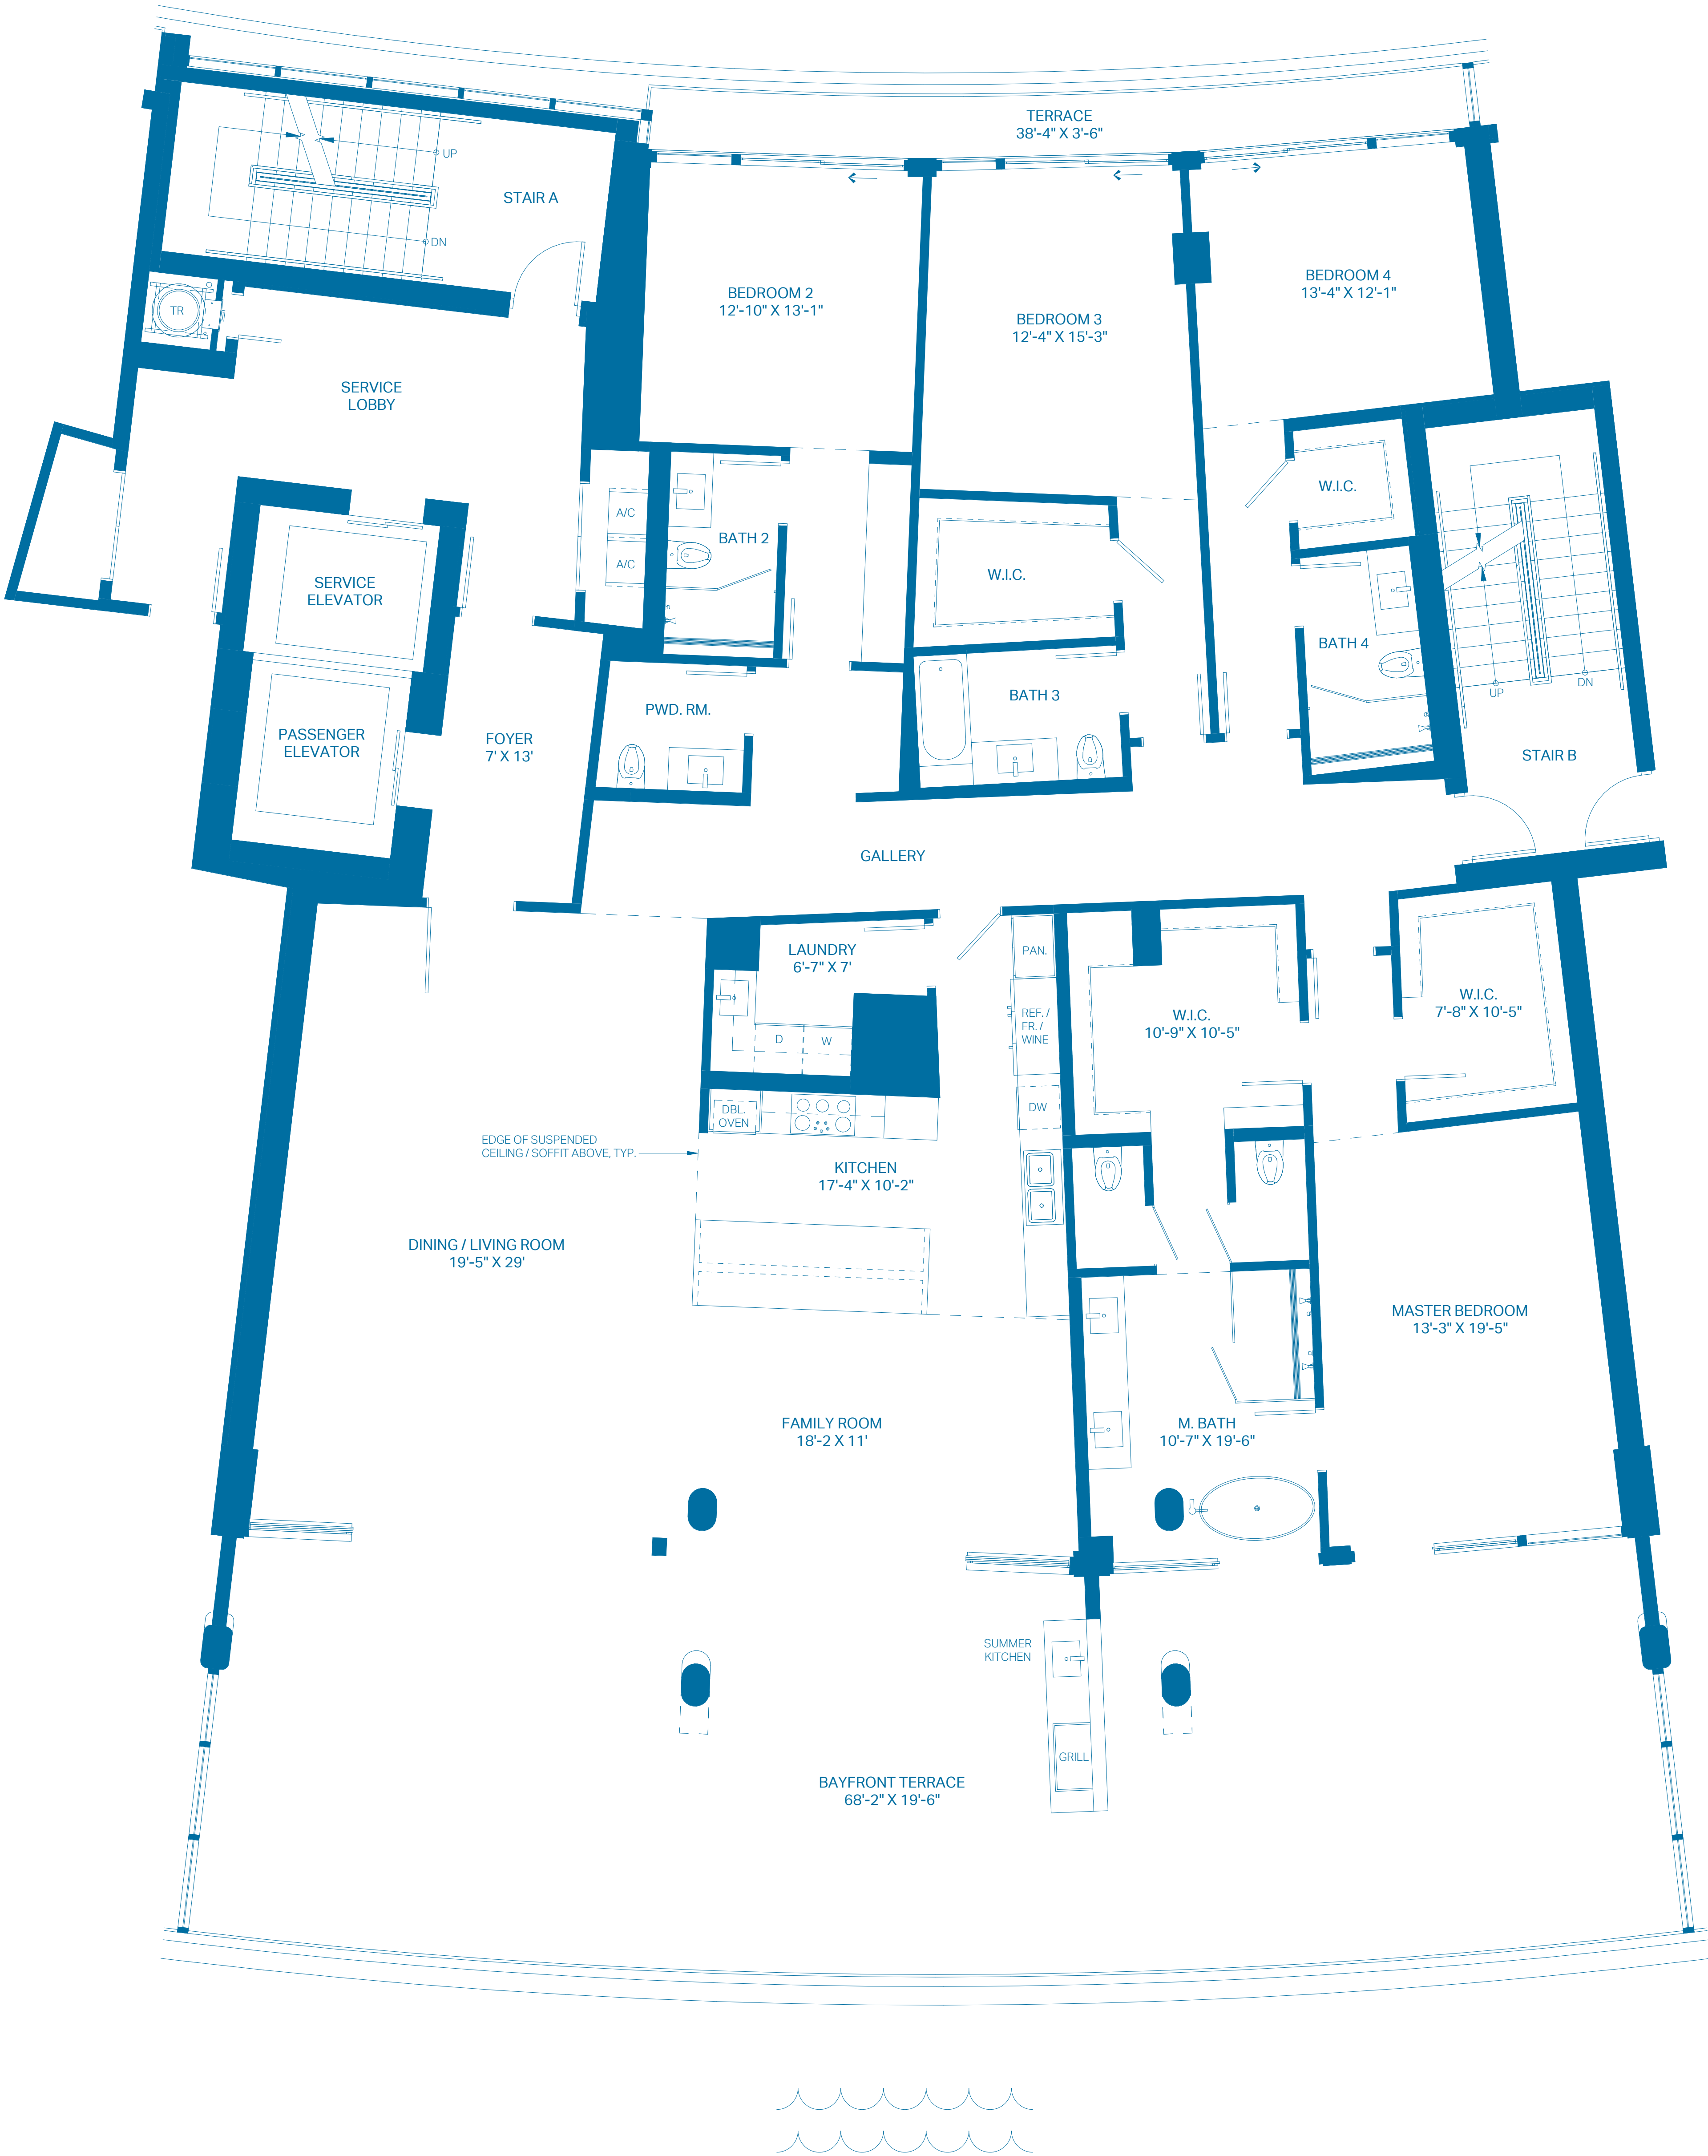 TERRACE
38'-4" X 3'-6"
UP
STAIR A
DN
TR
BEDROOM 2
12'-10" X 13'-1"
BEDROOM 3
12'-4" X 15'-3"
BEDROOM 4
13'-4" X 12'-1"
SERVICE
LOBBY
W.I.C.
A/C
A/C
BATH 2
SERVICE
ELEVATOR
W.I.C.
BATH 4
UP
DN
PWD. RM.
BATH 3
PASSENGER
ELEVATOR
FOYER
7' X 13'
STAIR B
GALLERY
LAUNDRY
6'-7" X 7'
PAN.
D
W
REF. /
FR. /
WINE
W.I.C.
10'-9" X 10'-5"
W.I.C.
7'-8" X 10'-5"
DBL.
OVEN
DW
EDGE OF SUSPENDED
CEILING / SOFFIT ABOVE, TYP.
KITCHEN
17'-4" X 10'-2"
DINING / LIVING ROOM
19'-5" X 29'
MASTER BEDROOM
13'-3" X 19'-5"
FAMILY ROOM
18'-2 X 11'
M. BATH
10'-7" X 19'-6"
SUMMER
KITCHEN
GRILL
BAYFRONT TERRACE
68'-2" X 19'-6"